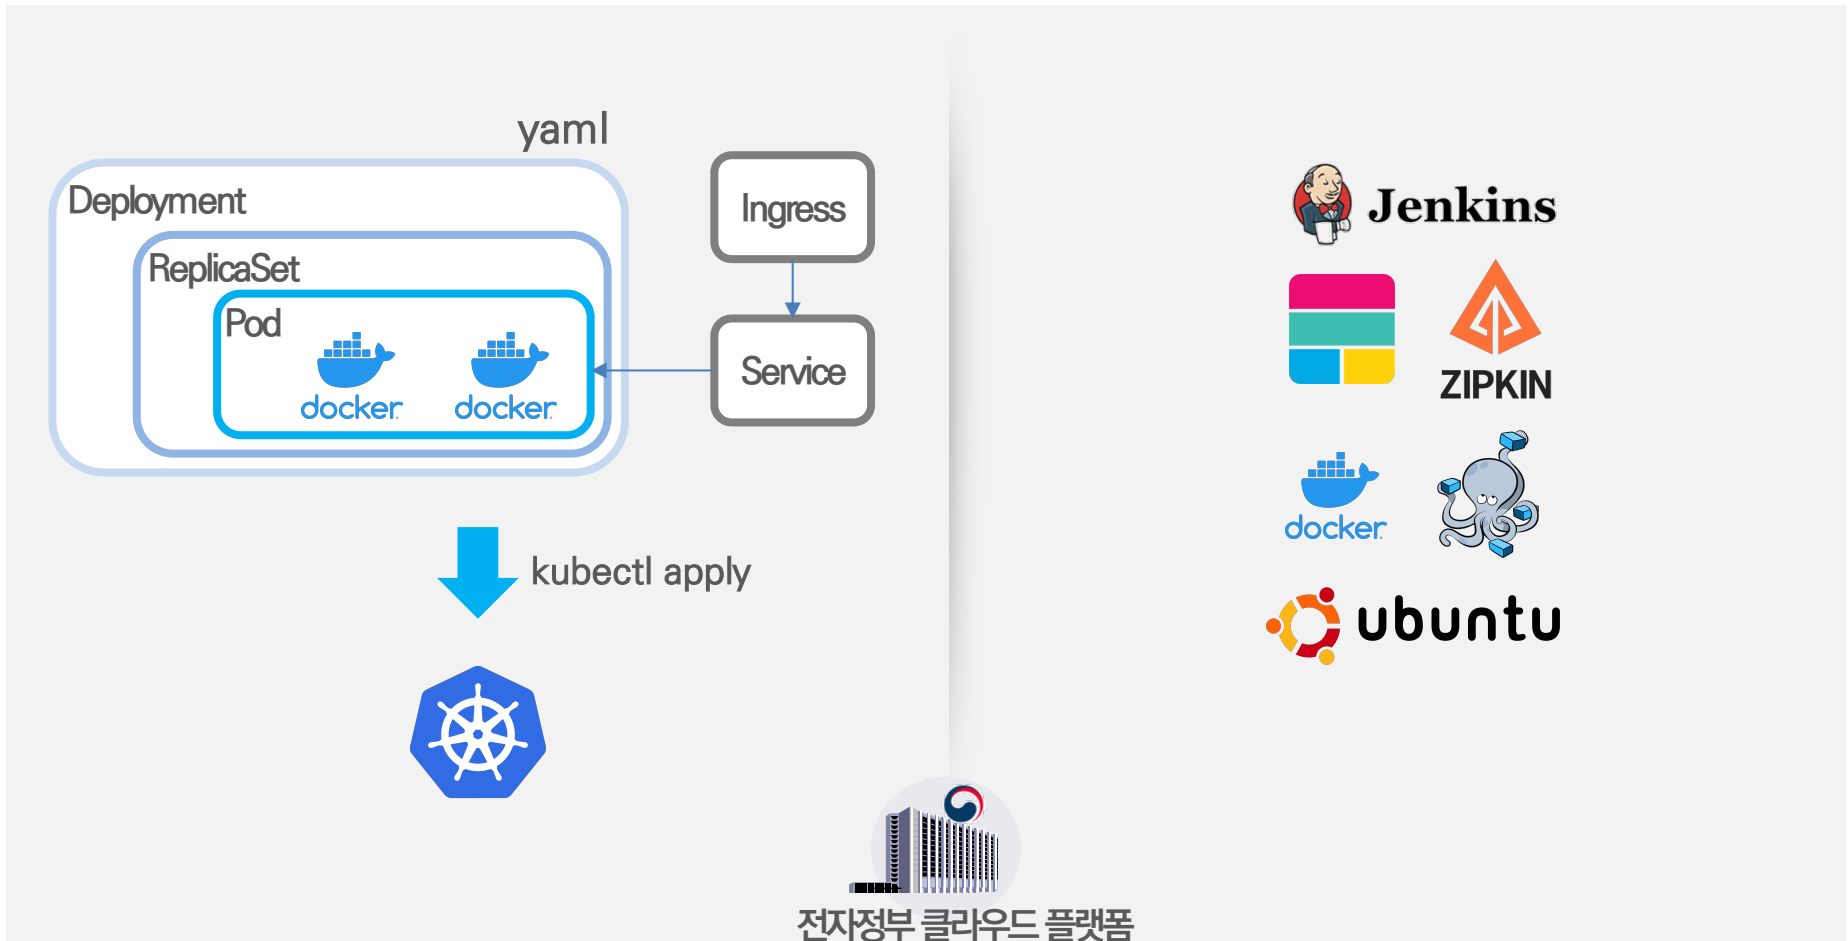 yaml
Deployment
ReplicaSet
Pod
docker
docker
Ingress
Service
kubectl apply
Jenkins
ZIPKIN
docker
ubuntu
전자정부 클라우드 플랫폼